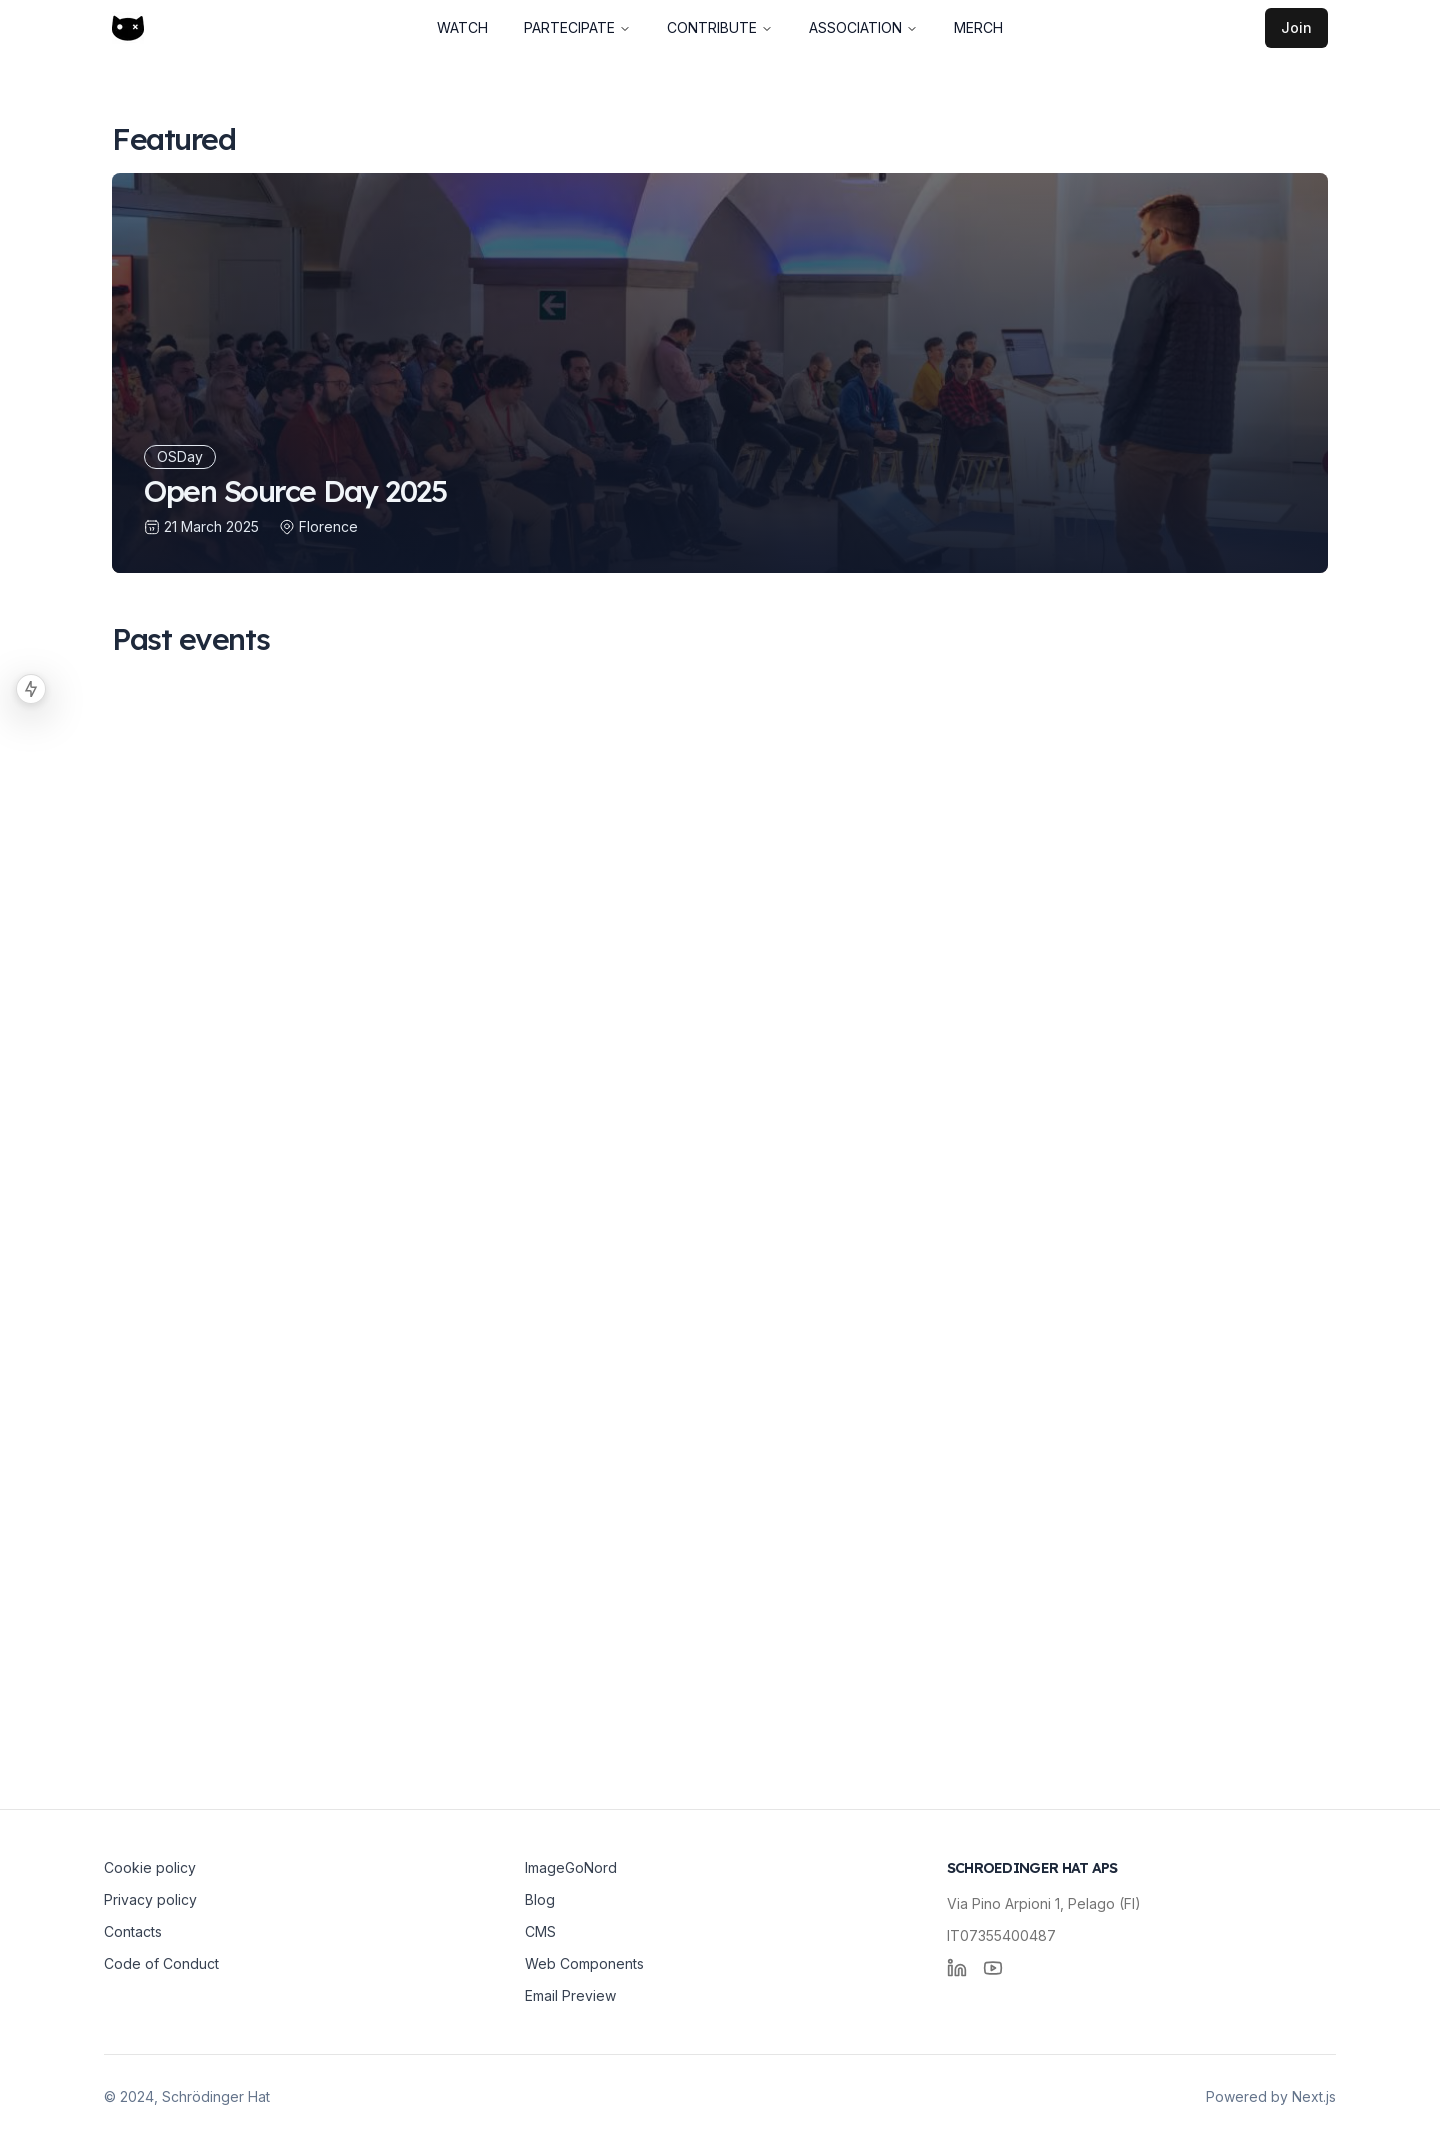 WATCH
PARTECIPATE
CONTRIBUTE
ASSOCIATION
MERCH
Join
Featured
OSDay
Open Source Day 2025
21 March 2025
Florence
Past events
Cookie policy
Privacy policy
Contacts
Code of Conduct
ImageGoNord
Blog
CMS
Web Components
Email Preview
SCHROEDINGER HAT APS
Via Pino Arpioni 1, Pelago (FI)
IT07355400487
© 2024, Schrödinger Hat
Powered by Next.js